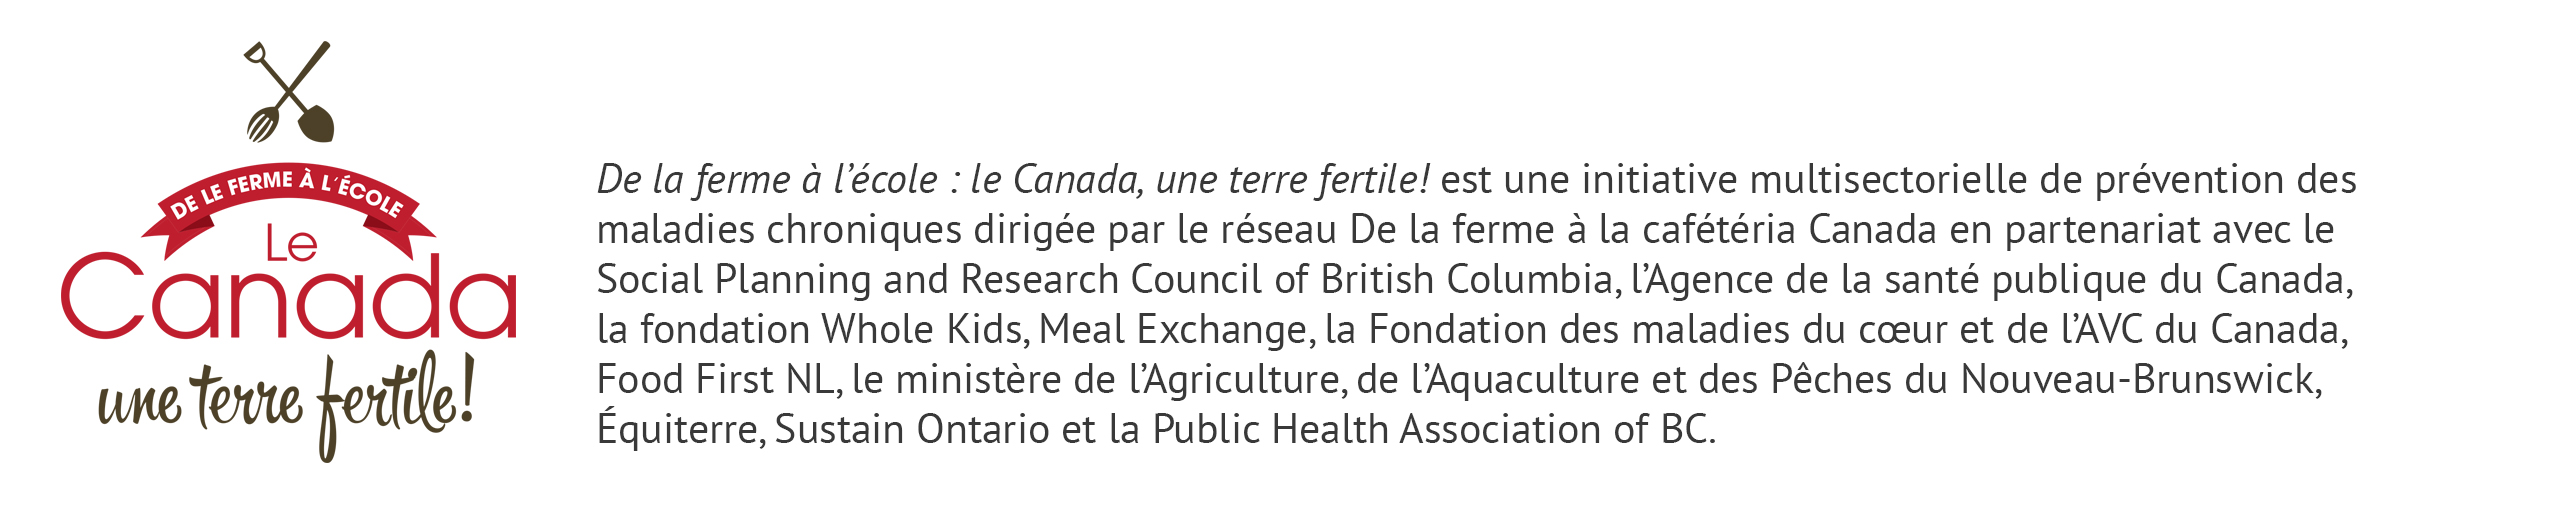 DE LE FERME À L'ÉCOLE
Le
Canada
une terre fertile!
De la ferme à l’école : le Canada, une terre fertile! est une initiative multisectorielle de prévention des
maladies chroniques dirigée par le réseau De la ferme à la cafétéria Canada en partenariat avec le
Social Planning and Research Council of British Columbia, l’Agence de la santé publique du Canada,
la fondation Whole Kids, Meal Exchange, la Fondation des maladies du cœur et de l’AVC du Canada,
Food First NL, le ministère de l’Agriculture, de l’Aquaculture et des Pêches du Nouveau-Brunswick,
Équiterre, Sustain Ontario et la Public Health Association of BC.